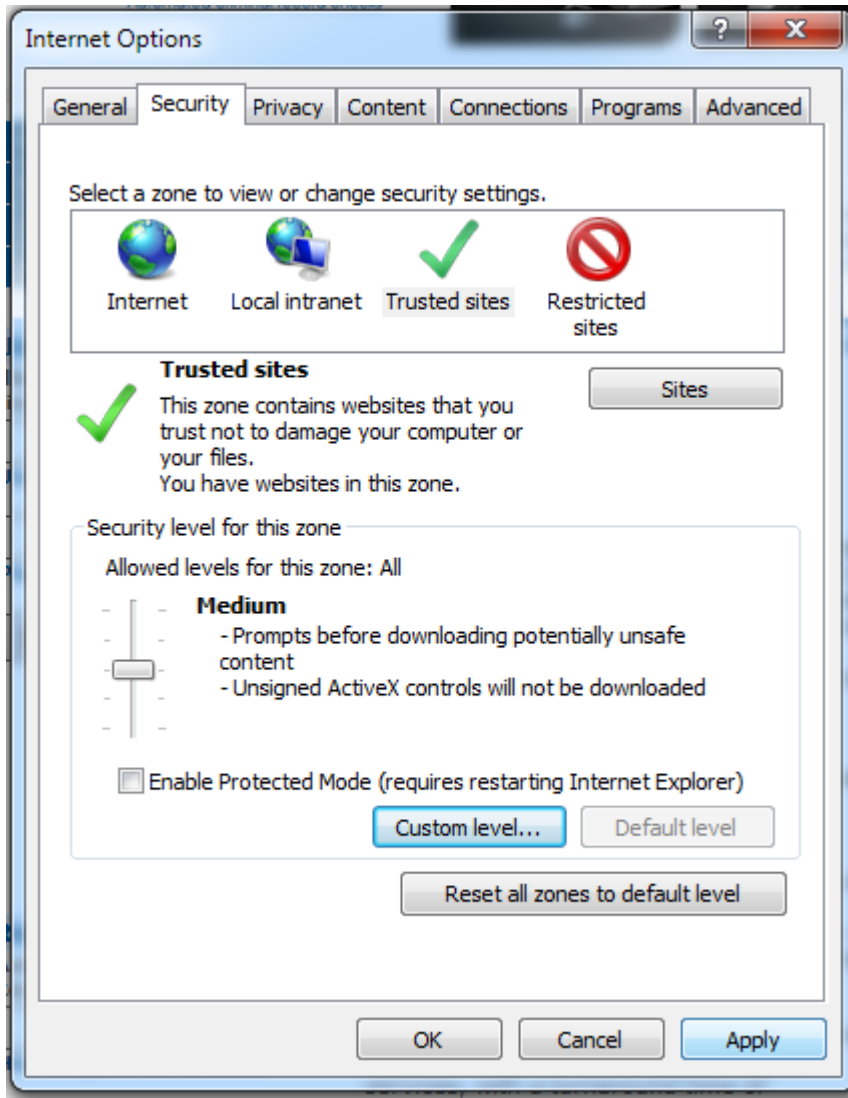 Internet Options
?
X
General Security Privacy Content Connections Programs Advanced
Select a zone to view or change security settings.
Internet Local intranet Trusted sites Restricted
sites
Trusted sites
Sites
This zone contains websites that you
trust not to damage your computer or
your files.
You have websites in this zone.
Security level for this zone
Allowed levels for this zone: All
Medium
- Prompts before downloading potentially unsafe
content
- Unsigned ActiveX controls will not be downloaded
Enable Protected Mode (requires restarting Internet Explorer)
Custom level... Default level
Reset all zones to default level
OK Cancel Apply